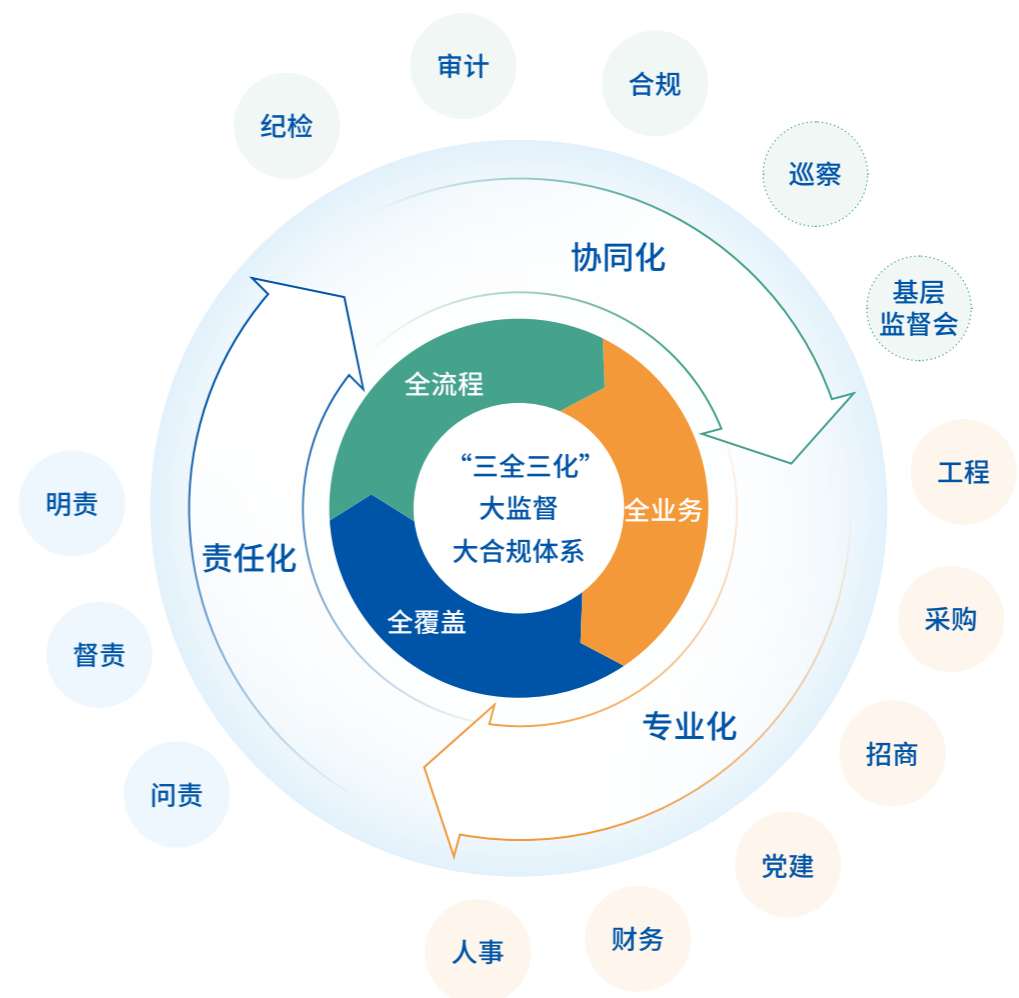 审计
合规
纪检
巡察
协同化
基层
监督会
全流程
“三全三化”
大监督
大合规体系
全业务
工程
明责
责任化
全覆盖
采购
督责
专业化
招商
问责
党建
财务
人事